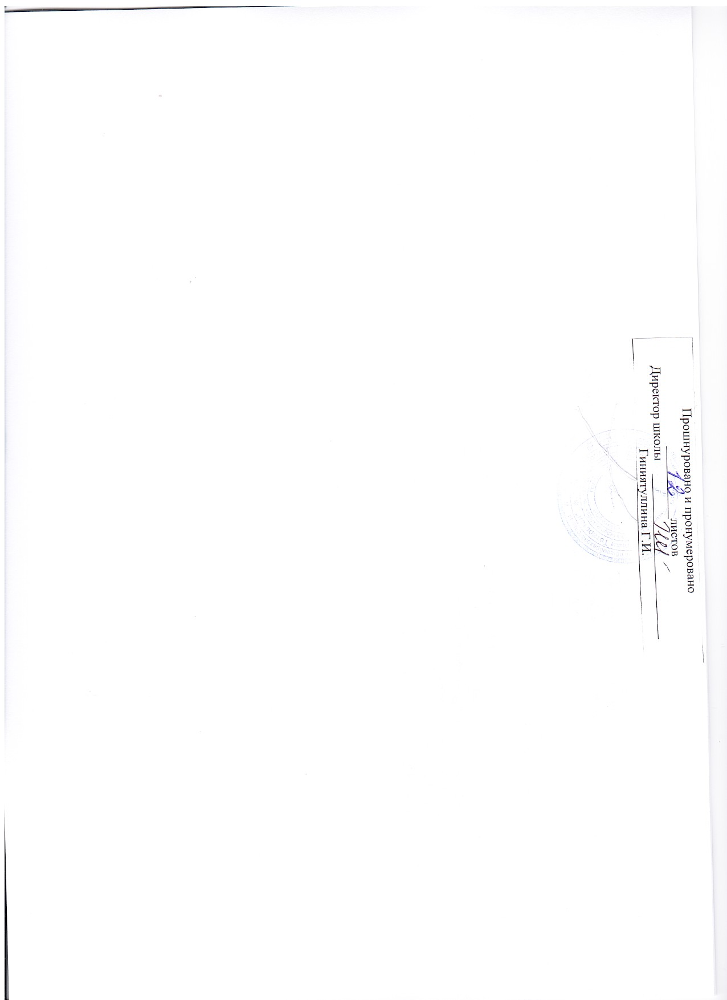 Прошнуровано и пронумеровано
12 листов
Директор школы
Гиниятуллина Г.И.